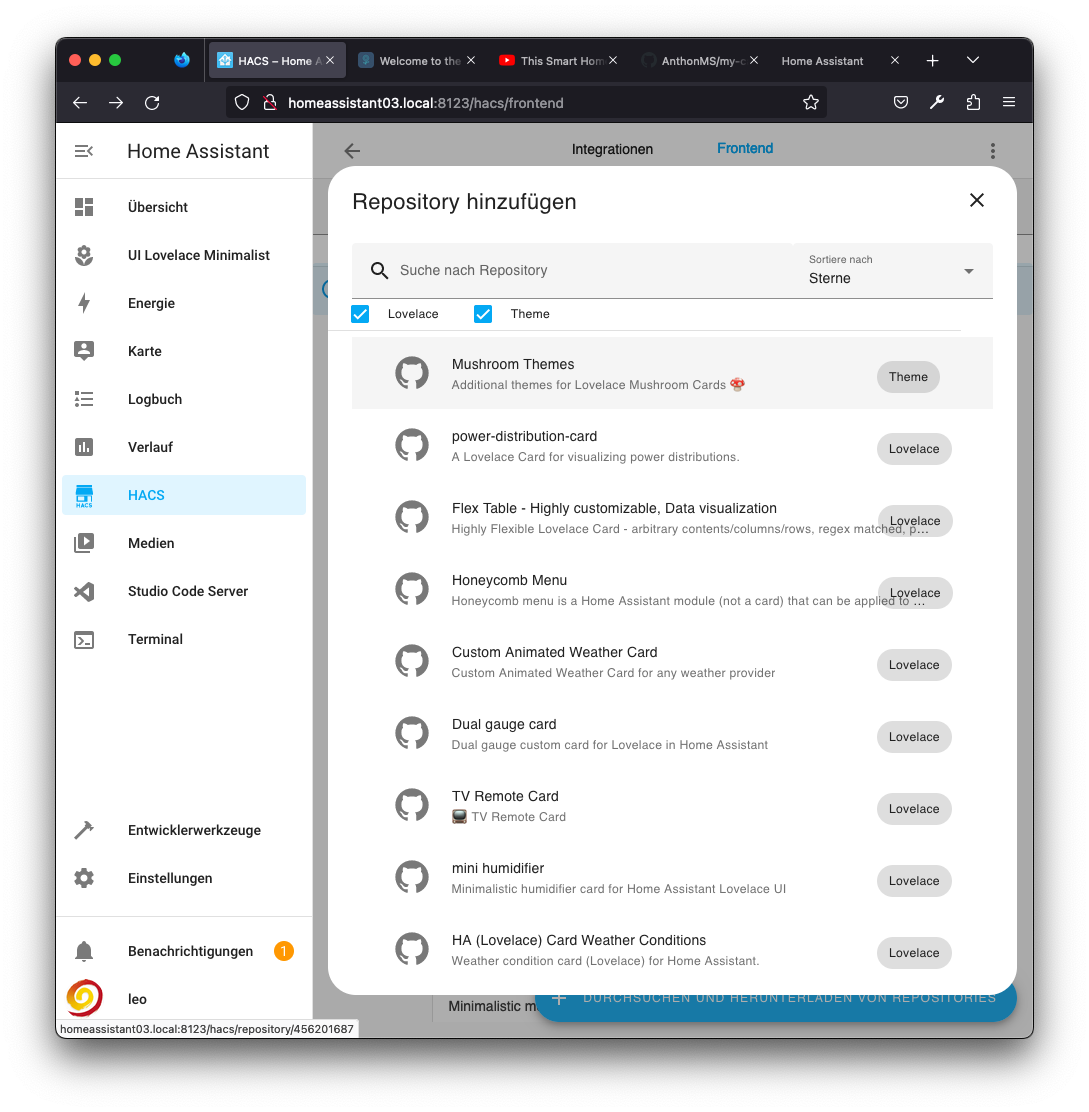 HACS – Home A
Welcome to the
This Smart Hom
AnthonMS/my-c
Home Assistant
homeassistant03.local:8123/hacs/frontend
Home Assistant
Integrationen
Frontend
Übersicht
UI Lovelace Minimalist
Energie
Karte
Logbuch
Verlauf
HACS
HACS
Medien
Studio Code Server
Terminal
Entwicklerwerkzeuge
Einstellungen
Benachrichtigungen
1
leo
homeassistant03.local:8123/hacs/repository/456201687
Repository hinzufügen
Suche nach Repository
Sortiere nach
Sterne
Lovelace
Theme
Mushroom Themes
Additional themes for Lovelace Mushroom Cards 🍄
Theme
power-distribution-card
A Lovelace Card for visualizing power distributions.
Lovelace
Flex Table - Highly customizable, Data visualization
Highly Flexible Lovelace Card - arbitrary contents/columns/rows, regex matched, p…
Lovelace
Honeycomb Menu
Honeycomb menu is a Home Assistant module (not a card) that can be applied to …
Lovelace
Custom Animated Weather Card
Custom Animated Weather Card for any weather provider
Lovelace
Dual gauge card
Dual gauge custom card for Lovelace in Home Assistant
Lovelace
TV Remote Card
📺 TV Remote Card
Lovelace
mini humidifier
Minimalistic humidifier card for Home Assistant Lovelace UI
Lovelace
HA (Lovelace) Card Weather Conditions
Weather condition card (Lovelace) for Home Assistant.
Lovelace
Minimalistic m
DURCHSUCHEN UND HERUNTERLADEN VON REPOSITORIES